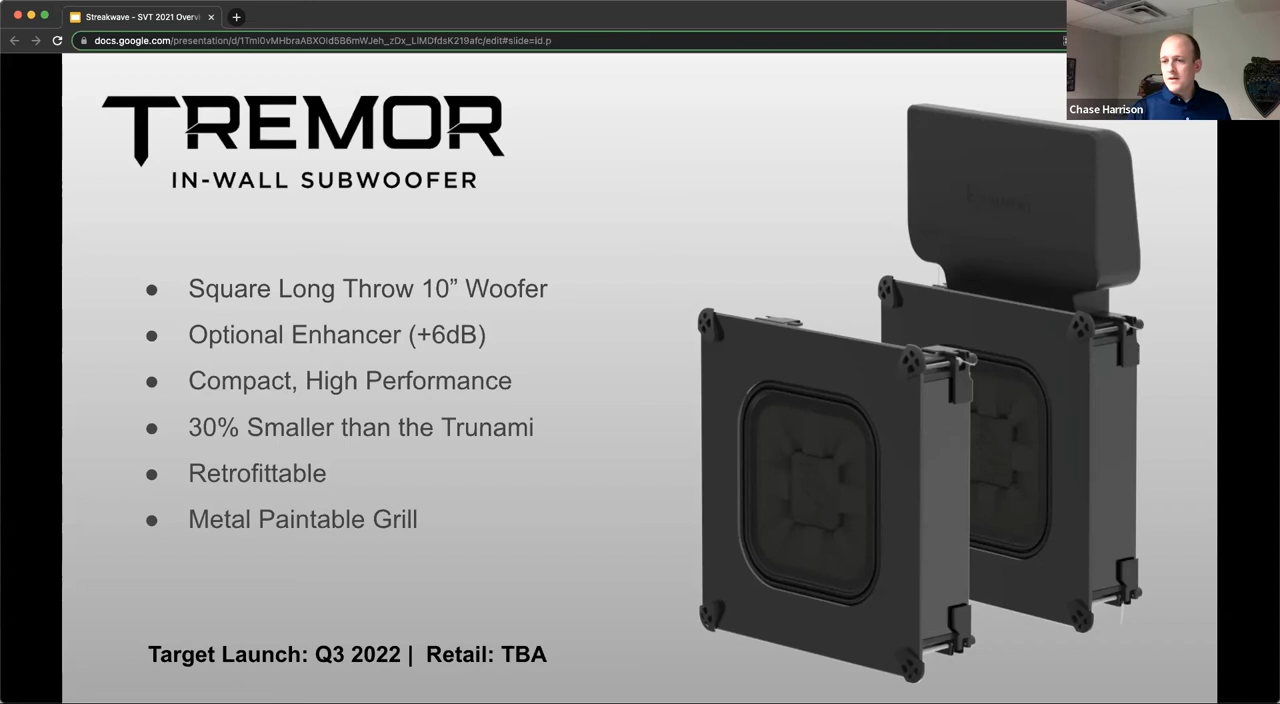 Streakwave - SVT 2021 Overvi
docs.google.com/presentation/d/1TmI0vMHbraABXOId5B6mWJeh_zDx_LIMDfdsK219afc/edit#slide=id.p
Chase Harrison
TREMOR
IN-WALL SUBWOOFER
● Square Long Throw 10” Woofer
● Optional Enhancer (+6dB)
● Compact, High Performance
● 30% Smaller than the Trunami
● Retrofittable
● Metal Paintable Grill
Target Launch: Q3 2022 | Retail: TBA